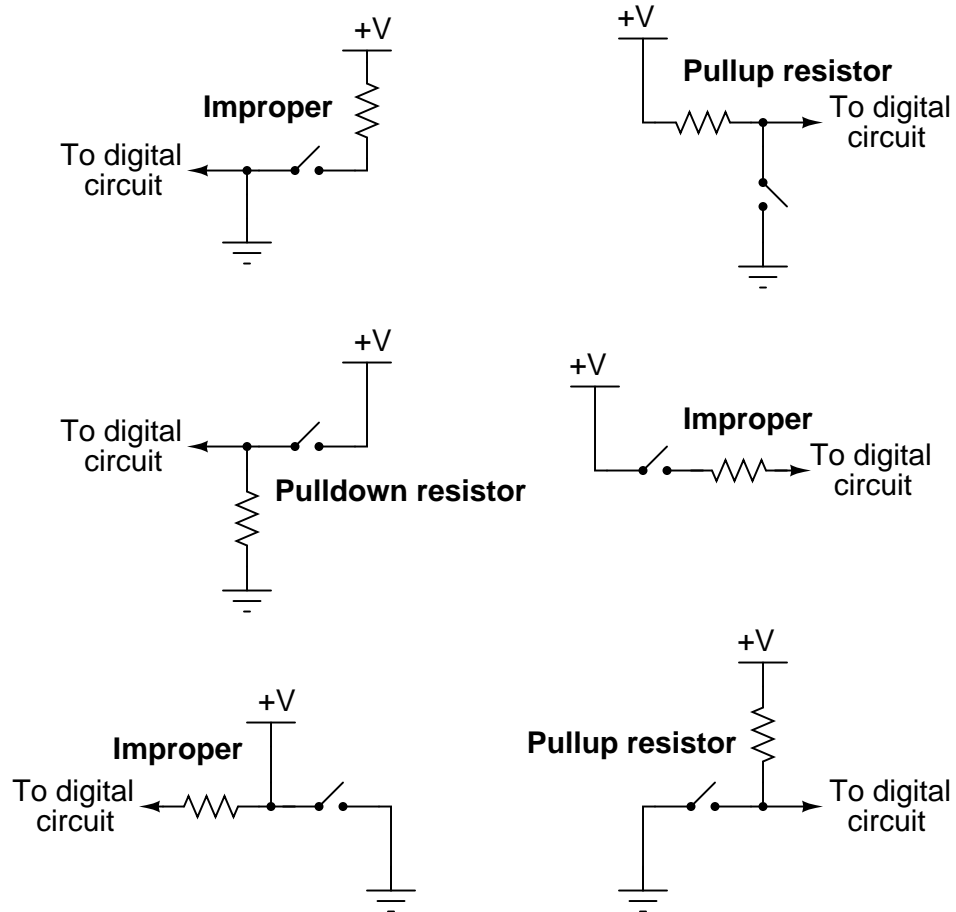 +V
Improper
To digital
circuit
+V
Pullup resistor
To digital
circuit
+V
To digital
circuit
Pulldown resistor
+V
Improper
To digital
circuit
+V
Improper
To digital
circuit
+V
Pullup resistor
To digital
circuit